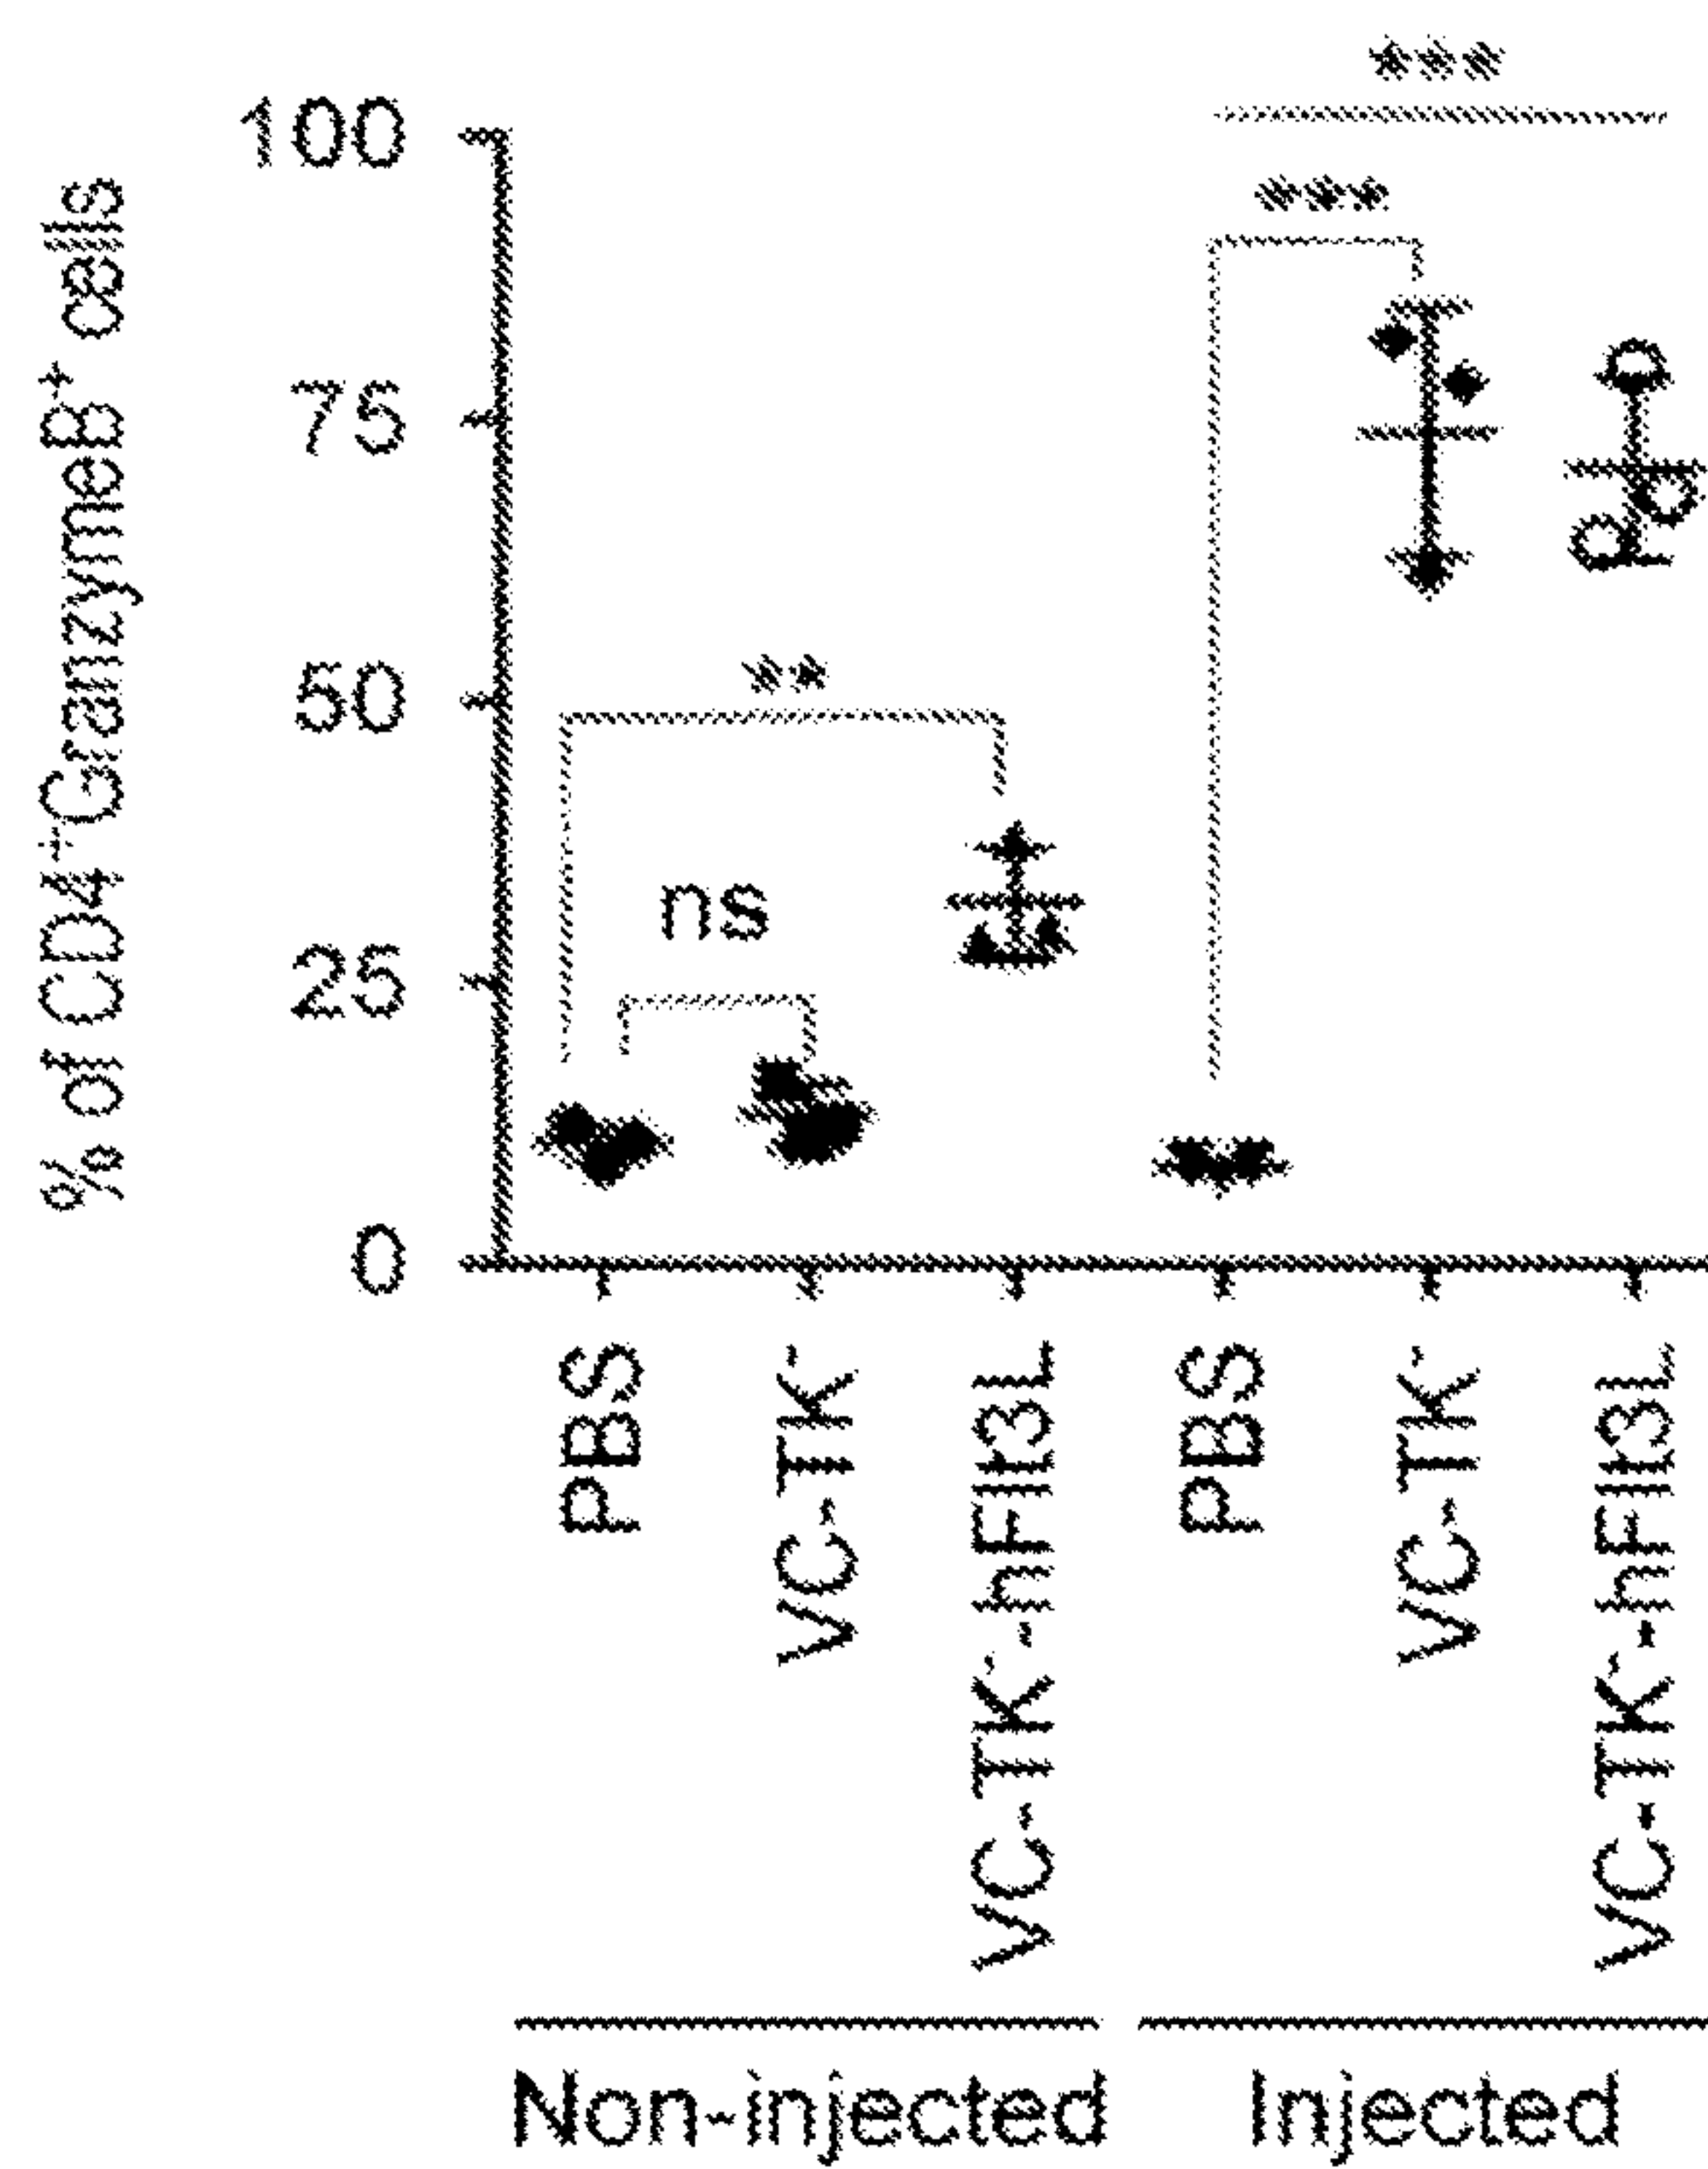 % of CD4⁺GranzymeB⁺ cells
100
75
50
25
0
***
***
**
ns
PBS
VC-TK⁻
VC-TK⁻-hFlt3L
PBS
VC-TK⁻
VC-TK⁻-hFlt3L
Non-injected
Injected